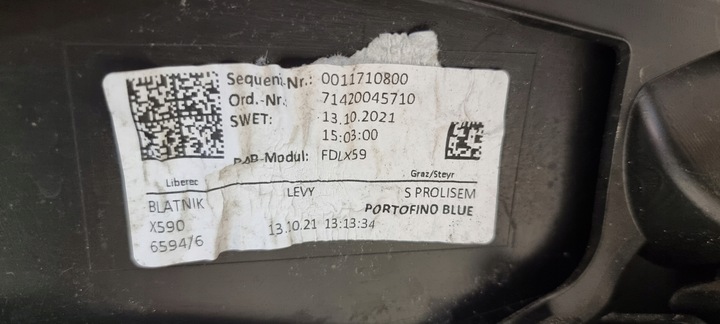 Sequenz.Nr.: 0011710800
Ord.-Nr.: 71420045710
SWET: 13.10.2021
15:03:00
PAP-Modul: FDLX59
Liberec Graz/Steyr
BLATNIK LEVY S PROLISEM
X590 PORTOFINO BLUE
6594/6 13.10.21 13:13:34